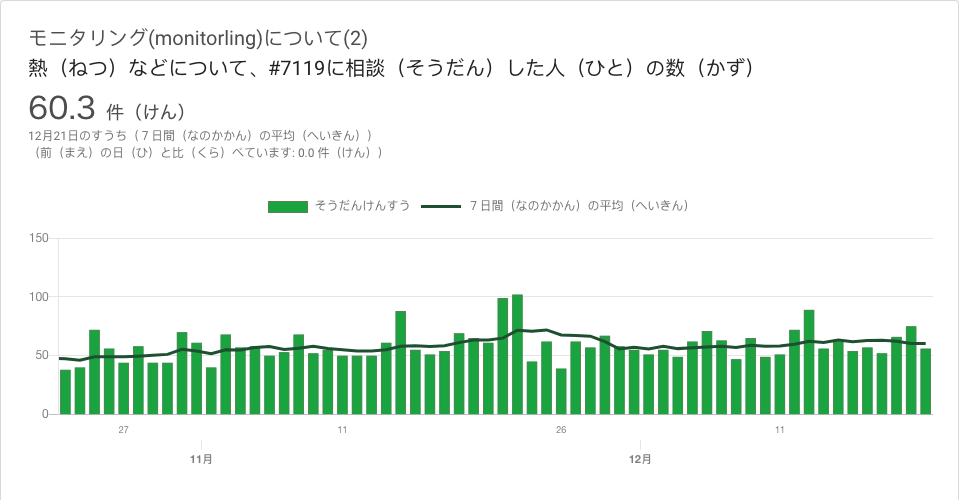 モニタリング(monitorling)について(2)
熱（ねつ）などについて、#7119に相談（そうだん）した人（ひと）の数（かず）
60.3 件（けん）
12月21日のすうち（７日間（なのかかん）の平均（へいきん））
（前（まえ）の日（ひ）と比（くら）べています: 0.0 件（けん））
そうだんけんすう ７日間（なのかかん）の平均（へいきん）
150
100
50
0
27 11 26 11
11月 12月